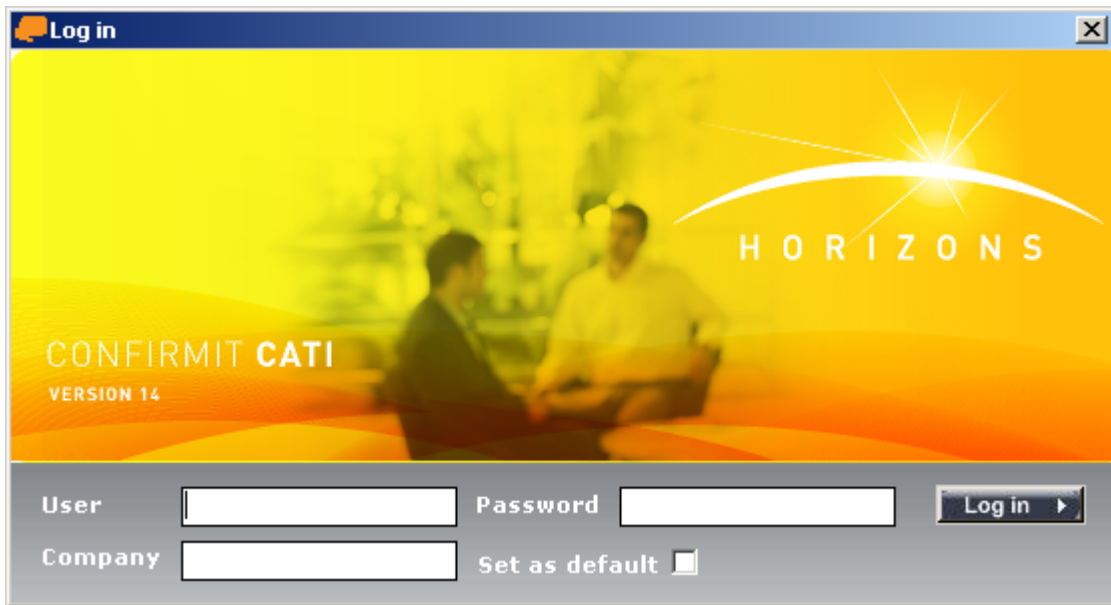 Log in
HORIZONS
CONFIRMIT CATI
VERSION 14
User Password Log in
Company Set as default